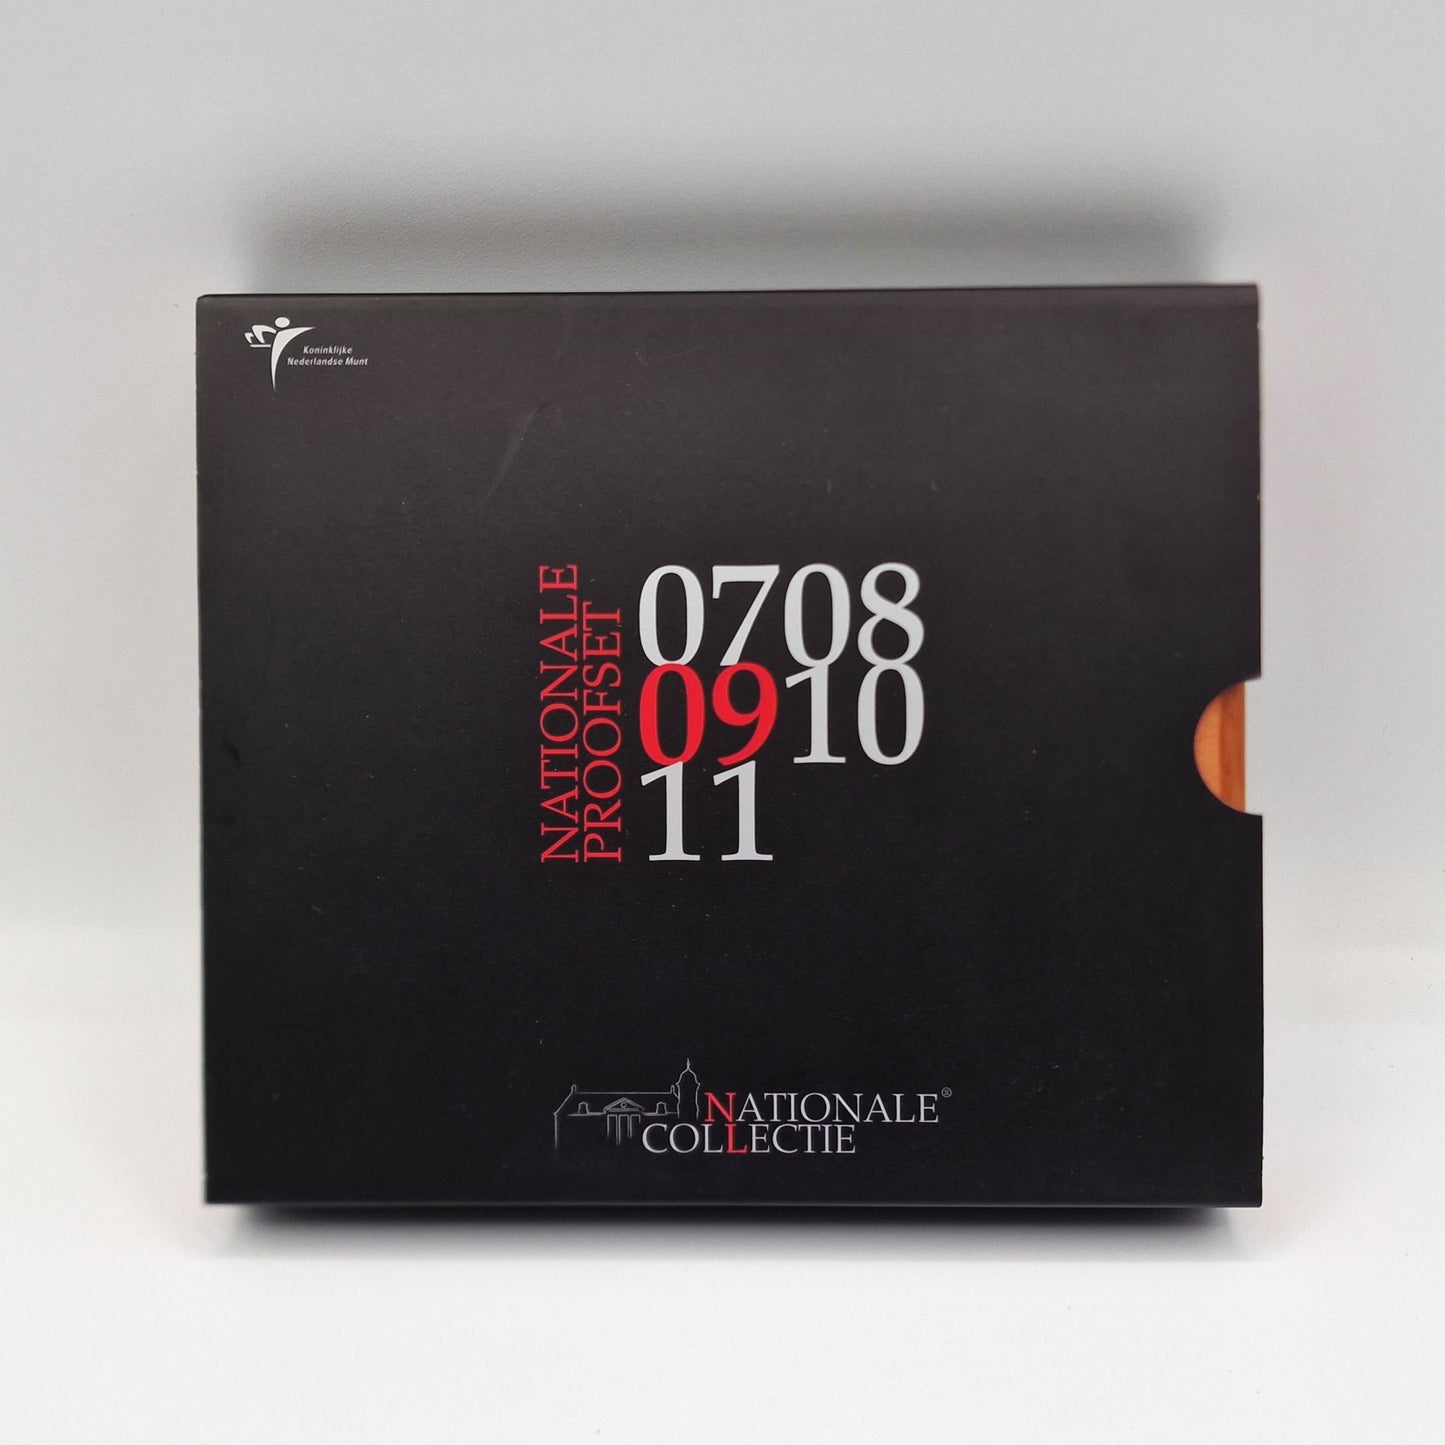 Koninklijke
Nederlandse Munt
NATIONALE
PROOFSET
0708
0910
11
NATIONALE®
COLLECTIE